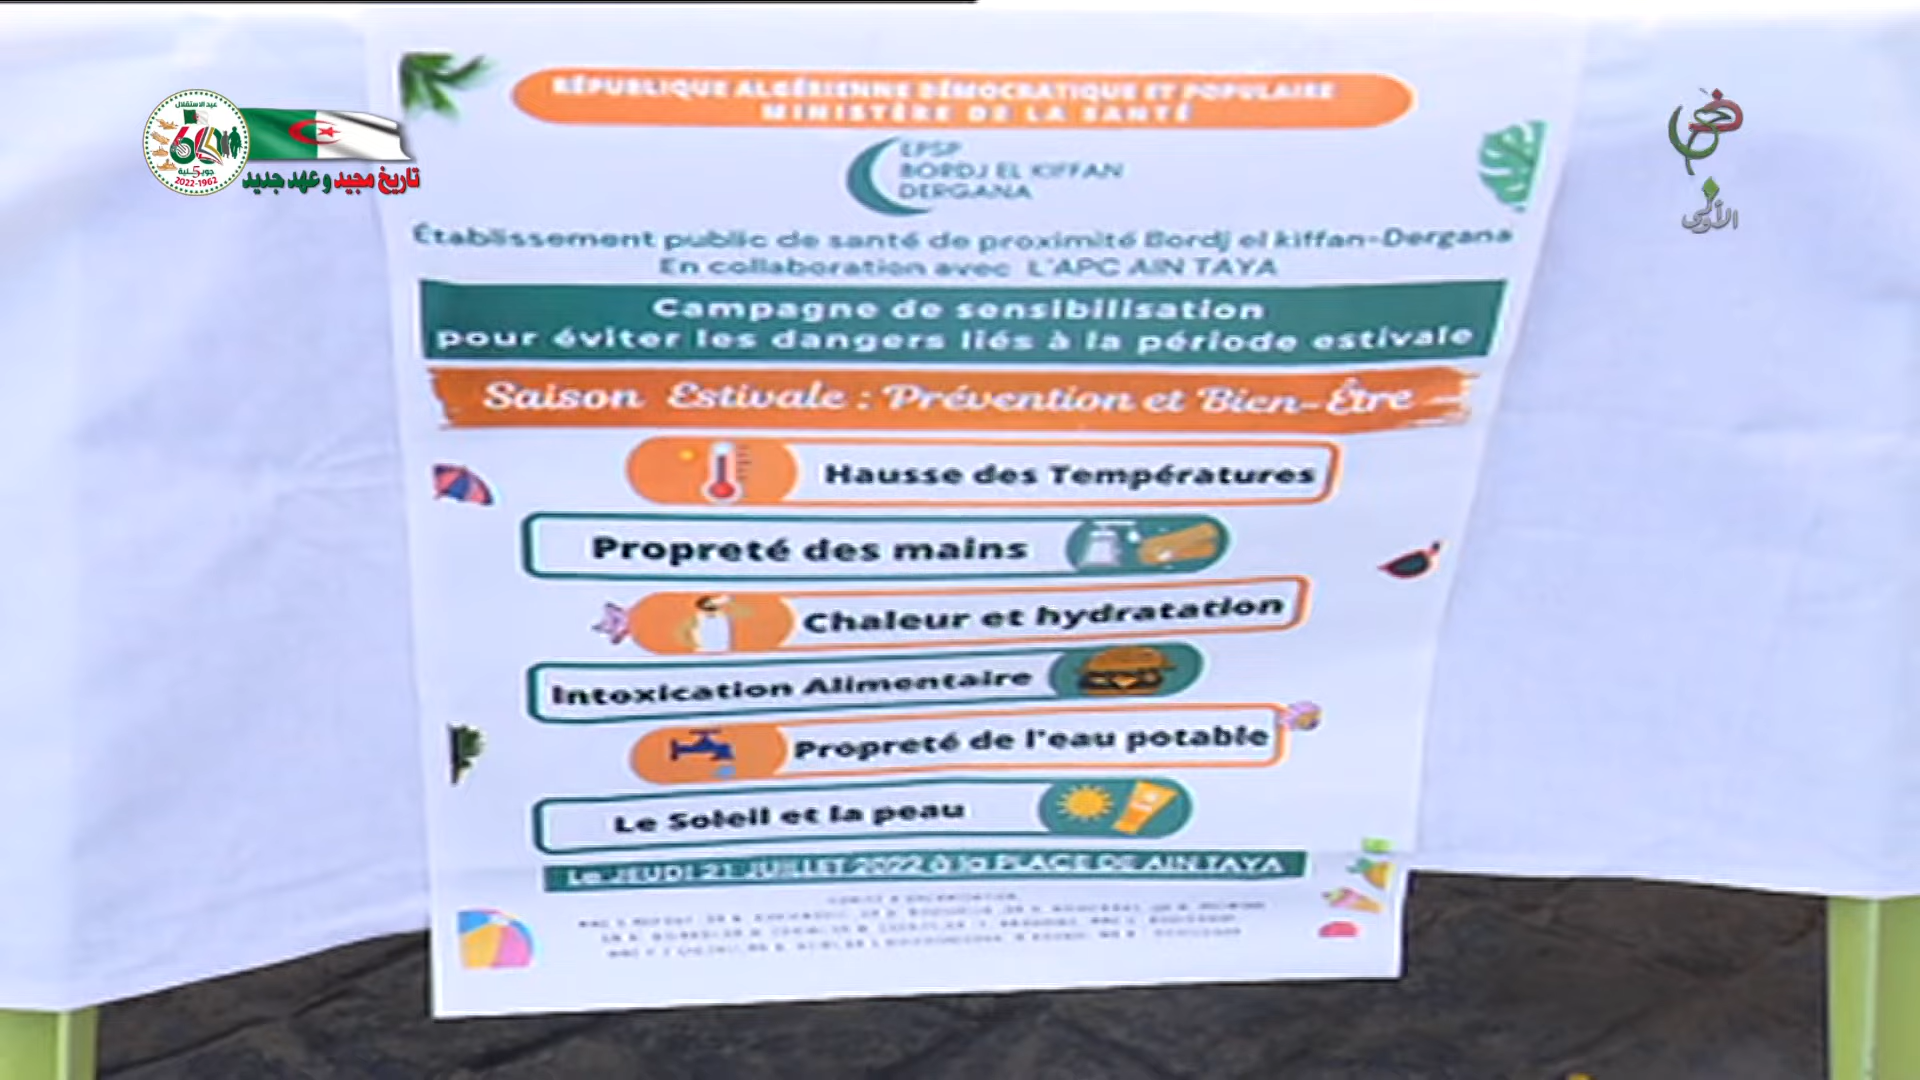 RÉPUBLIQUE ALGÉRIENNE DÉMOCRATIQUE ET POPULAIRE
MINISTÈRE DE LA SANTÉ
EPSP
BORDJ EL KIFFAN
DERGANA
Établissement public de santé de proximité Bordj el kiffan-Dergana
En collaboration avec L'APC AIN TAYA
Campagne de sensibilisation
pour éviter les dangers liés à la période estivale
Saison Estivale : Prévention et Bien-Être
Hausse des Températures
Propreté des mains
Chaleur et hydratation
Intoxication Alimentaire
Propreté de l'eau potable
Le Soleil et la peau
Le JEUDI 21 JUILLET 2022 à la PLACE DE AIN TAYA
عيد الاستقلال
60
2022-1962
تاريخ مجيد و عهد جديد
الأولى